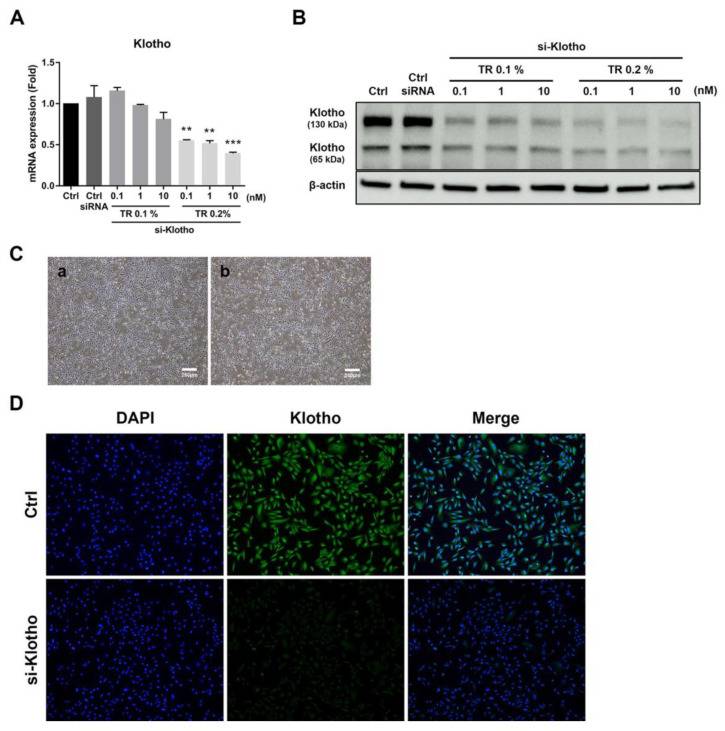 A
Klotho
mRNA expression (Fold)
1.5
1.0
0.5
0.0
** ** ***
Ctrl
Ctrl
siRNA
0.1 1 10 0.1 1 10 (nM)
TR 0.1 % TR 0.2%
si-Klotho
B
si-Klotho
TR 0.1 % TR 0.2 %
Ctrl
Ctrl
siRNA
0.1 1 10 0.1 1 10 (nM)
Klotho
(130 kDa)
Klotho
(65 kDa)
β-actin
C
a b
D
DAPI Klotho Merge
Ctrl
si-Klotho